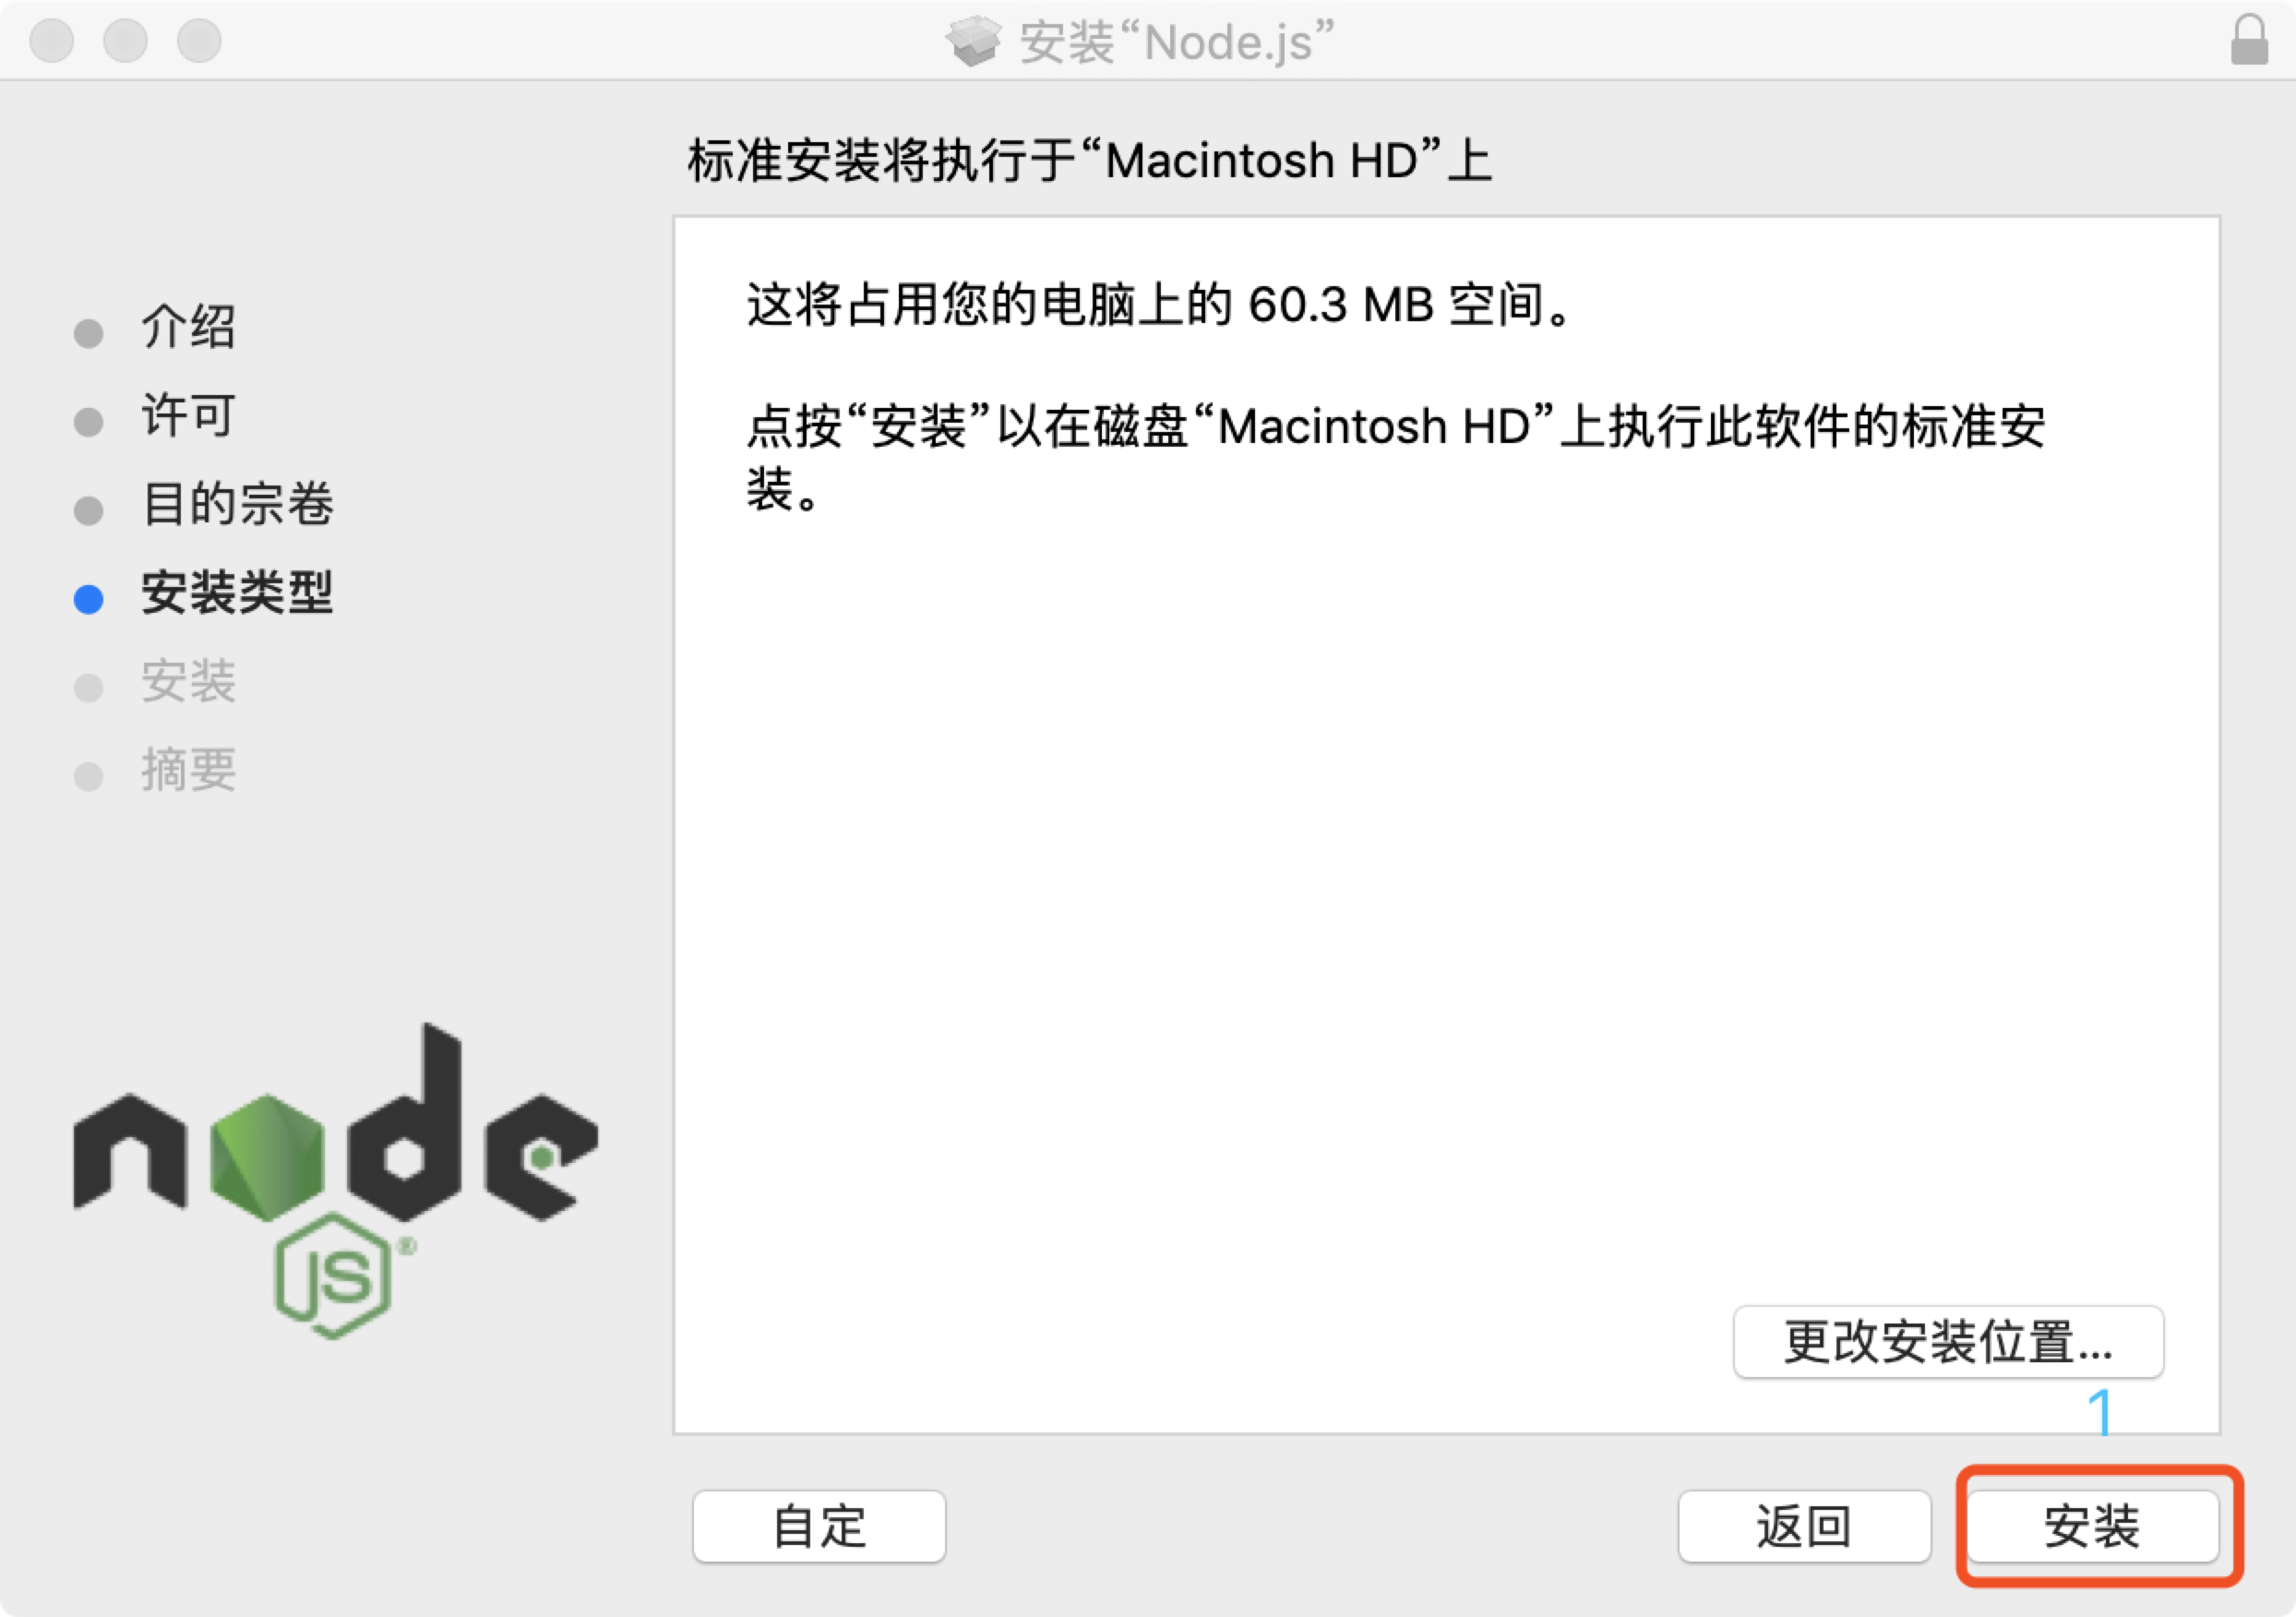 安装“Node.js”
标准安装将执行于“Macintosh HD”上
介绍
许可
目的宗卷
安装类型
安装
摘要
这将占用您的电脑上的 60.3 MB 空间。
点按“安装”以在磁盘“Macintosh HD”上执行此软件的标准安
装。
node
JS®
更改安装位置...
1
自定
返回
安装